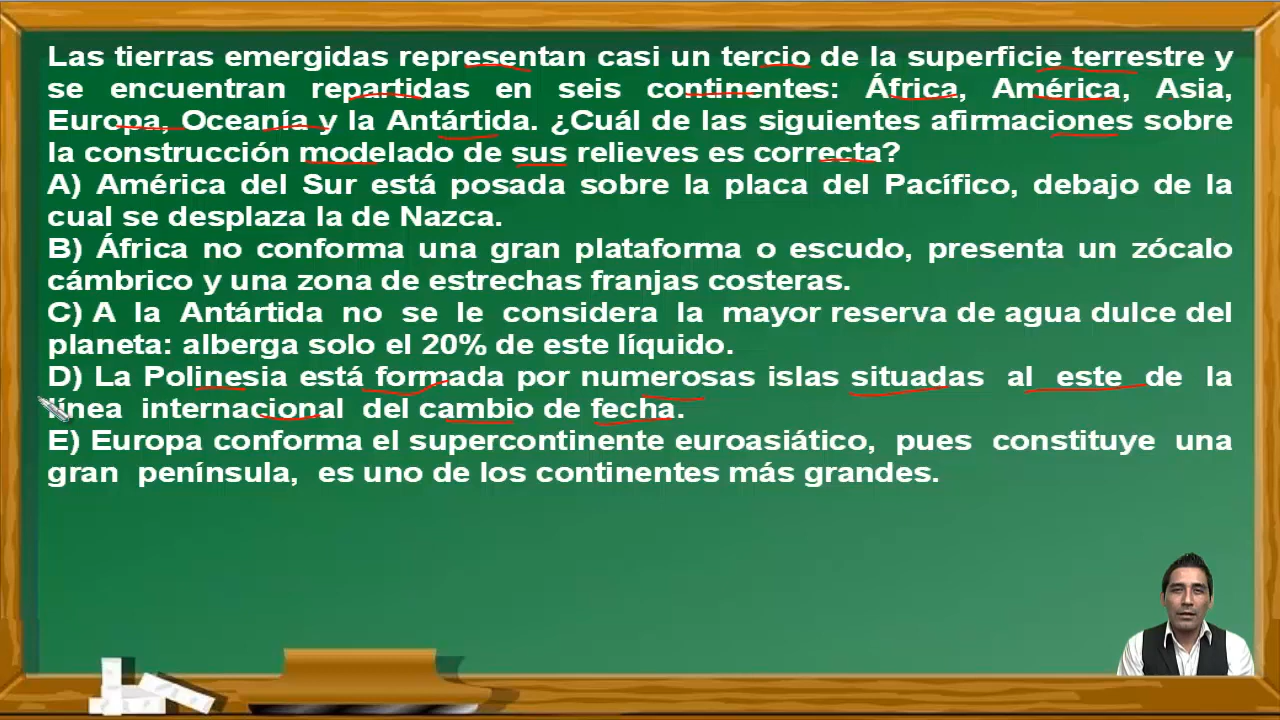 Las tierras emergidas representan casi un tercio de la superficie terrestre y
se encuentran repartidas en seis continentes: África, América, Asia,
Europa, Oceanía y la Antártida. ¿Cuál de las siguientes afirmaciones sobre
la construcción modelado de sus relieves es correcta?
A) América del Sur está posada sobre la placa del Pacífico, debajo de la
cual se desplaza la de Nazca.
B) África no conforma una gran plataforma o escudo, presenta un zócalo
cámbrico y una zona de estrechas franjas costeras.
C) A la Antártida no se le considera la mayor reserva de agua dulce del
planeta: alberga solo el 20% de este líquido.
D) La Polinesia está formada por numerosas islas situadas al este de la
línea internacional del cambio de fecha.
E) Europa conforma el supercontinente euroasiático, pues constituye una
gran península, es uno de los continentes más grandes.